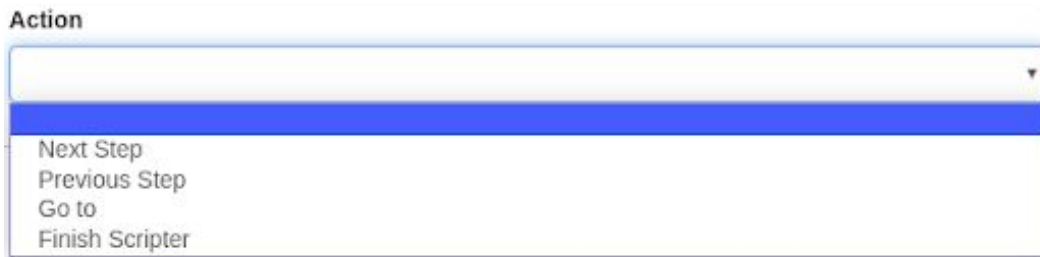 Action
Next Step
Previous Step
Go to
Finish Scripter